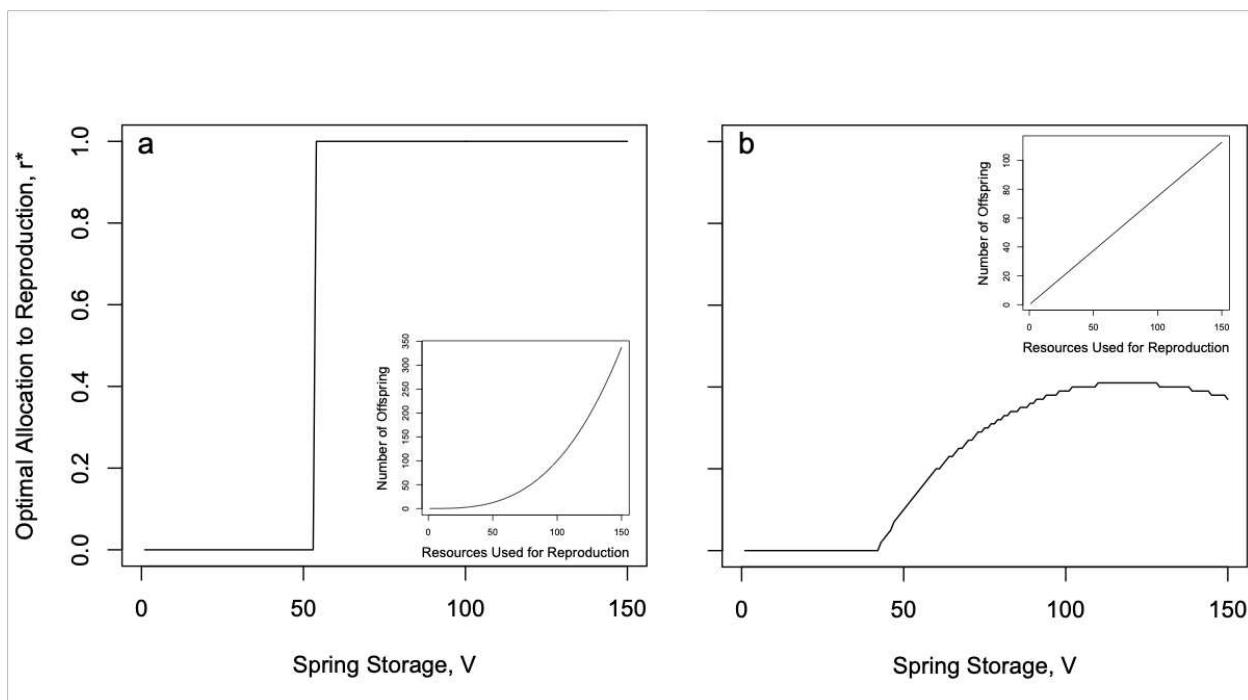 a
Optimal Allocation to Reproduction, r*
1.0
0.8
0.6
0.4
0.2
0.0
0 50 100 150
Spring Storage, V
Number of Offspring
350
300
250
200
150
100
50
0
0 50 100 150
Resources Used for Reproduction
b
Number of Offspring
100
80
60
40
20
0
0 50 100 150
Resources Used for Reproduction
0 50 100 150
Spring Storage, V